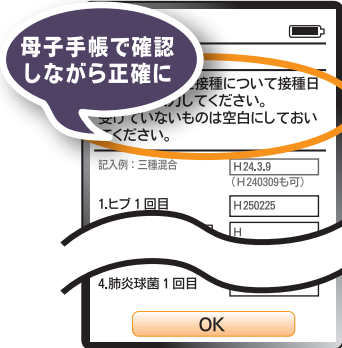 母子手帳で確認
しながら正確に
接種について接種日
力してください。
受けていないものは空白にしておい
てください。
記入例：三種混合 H24.3.9
（H240309も可）
1.ヒブ1回目 H250225
H
4.肺炎球菌1回目
OK